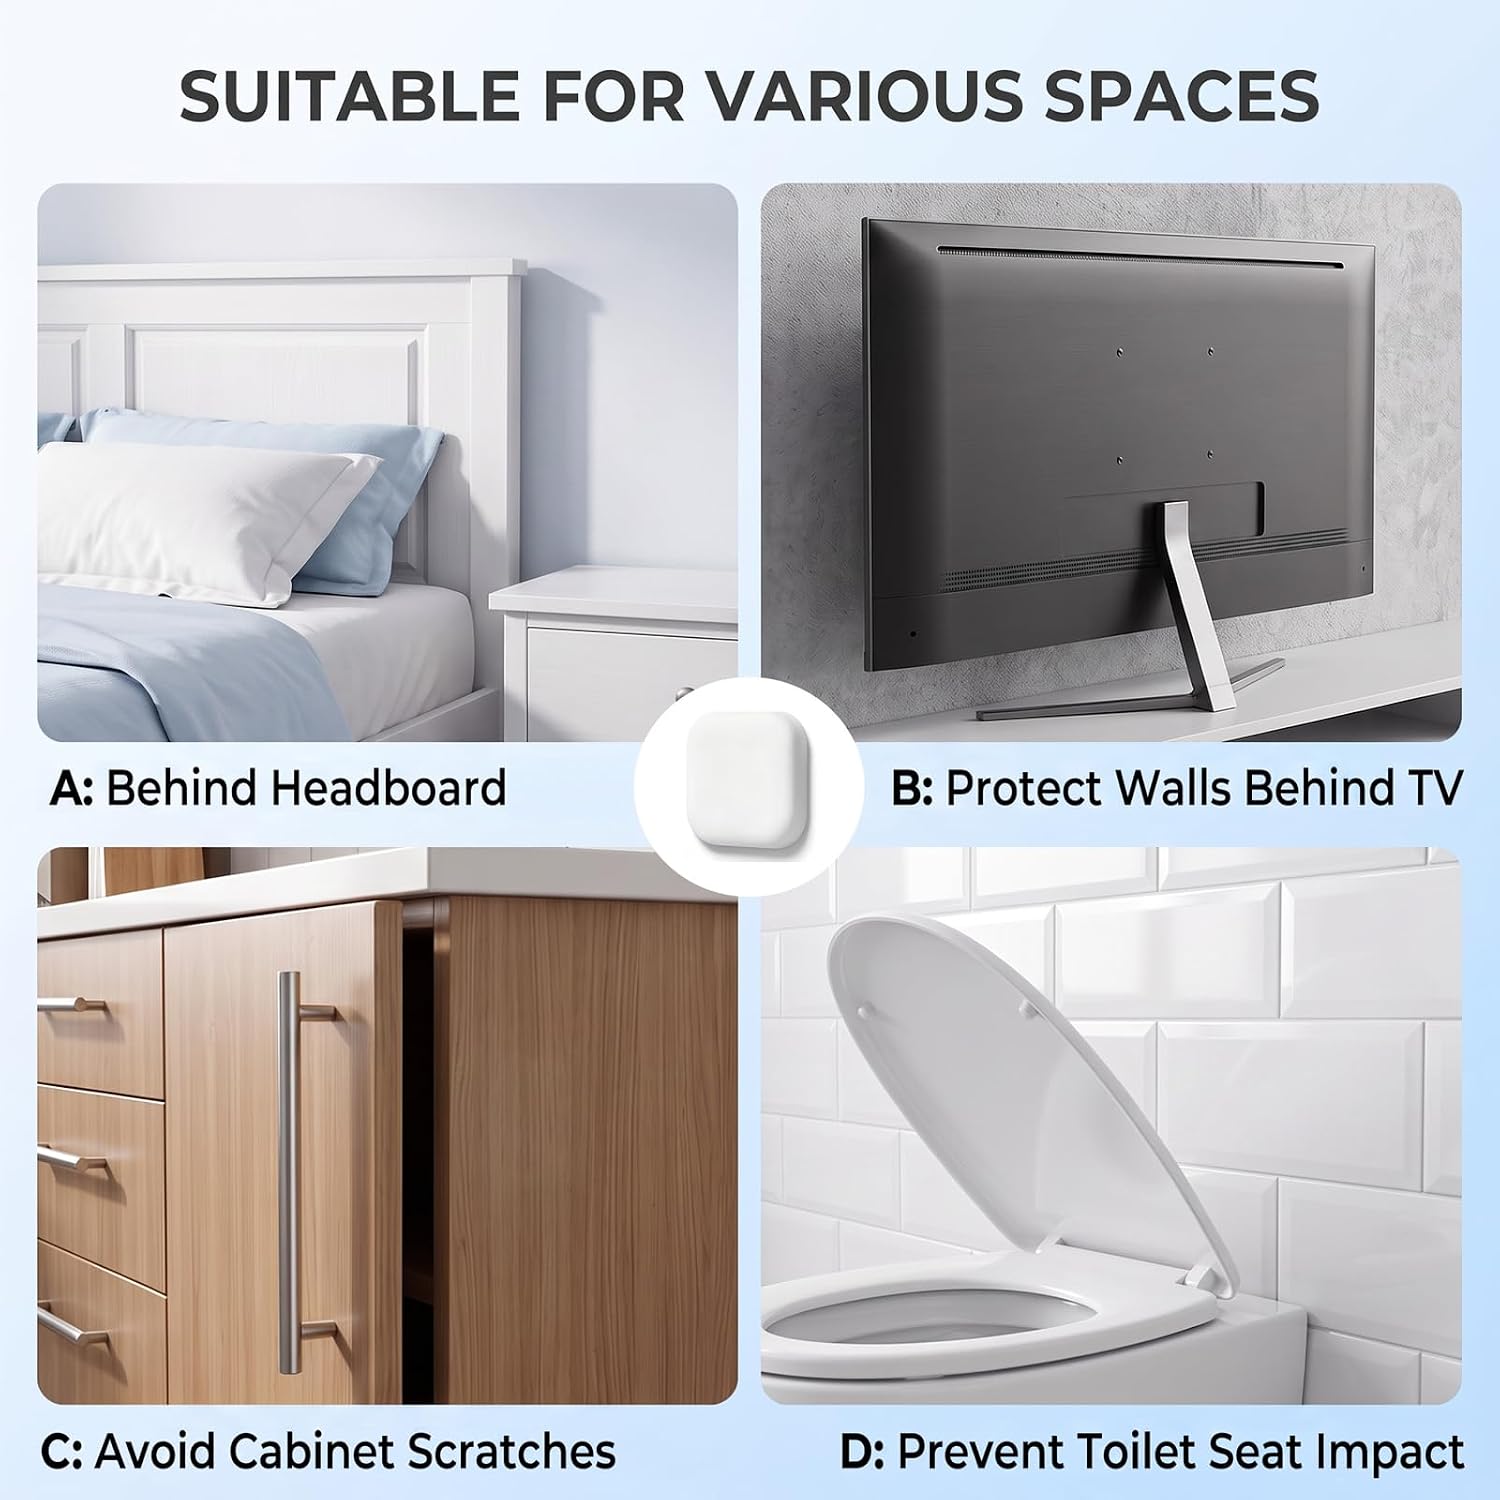 SUITABLE FOR VARIOUS SPACES
A: Behind Headboard
B: Protect Walls Behind TV
C: Avoid Cabinet Scratches
D: Prevent Toilet Seat Impact